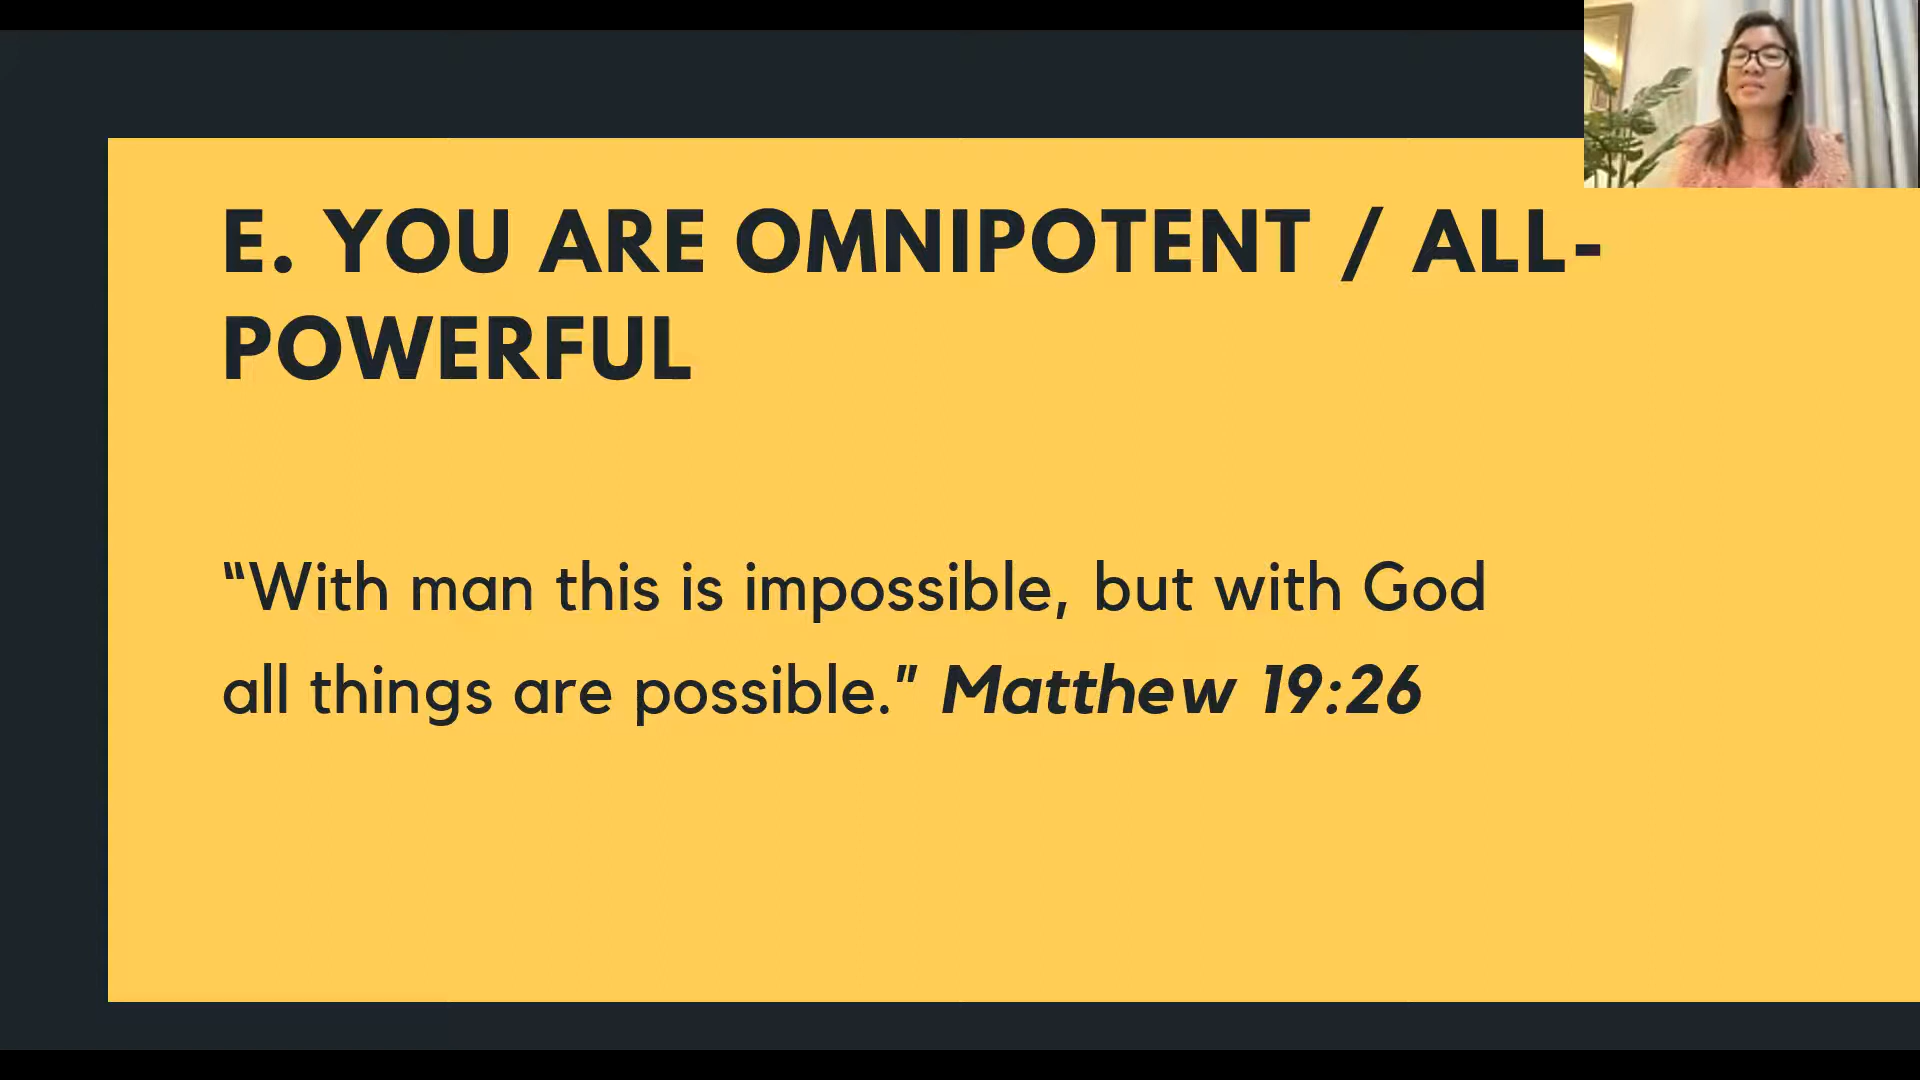 E. YOU ARE OMNIPOTENT / ALL-
POWERFUL
“With man this is impossible, but with God
all things are possible.” Matthew 19:26